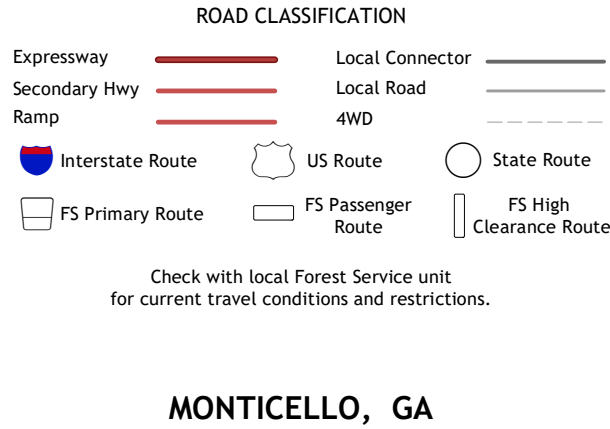 ROAD CLASSIFICATION
Expressway
Local Connector
Secondary Hwy
Local Road
Ramp
4WD
Interstate Route
US Route
State Route
FS Primary Route
FS Passenger
Route
FS High
Clearance Route
Check with local Forest Service unit
for current travel conditions and restrictions.
MONTICELLO, GA